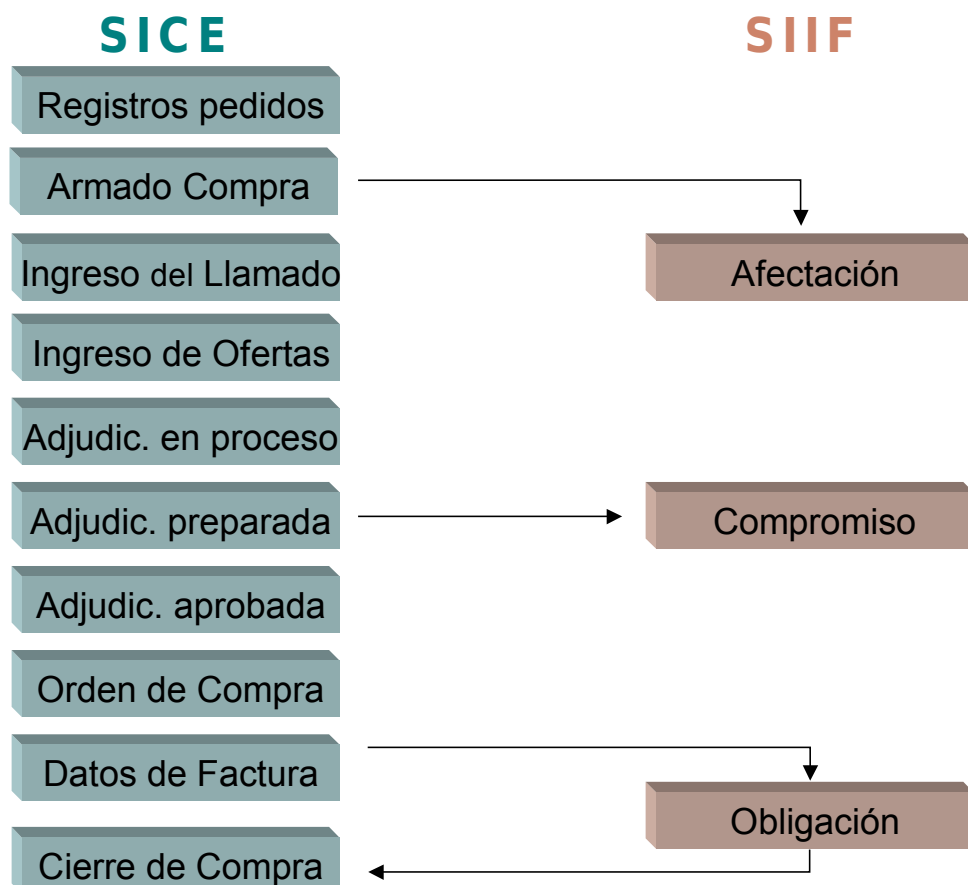 SICE
SIIF
Registros pedidos
Armado Compra
Ingreso del Llamado
Afectación
Ingreso de Ofertas
Adjudic. en proceso
Adjudic. preparada
Compromiso
Adjudic. aprobada
Orden de Compra
Datos de Factura
Obligación
Cierre de Compra